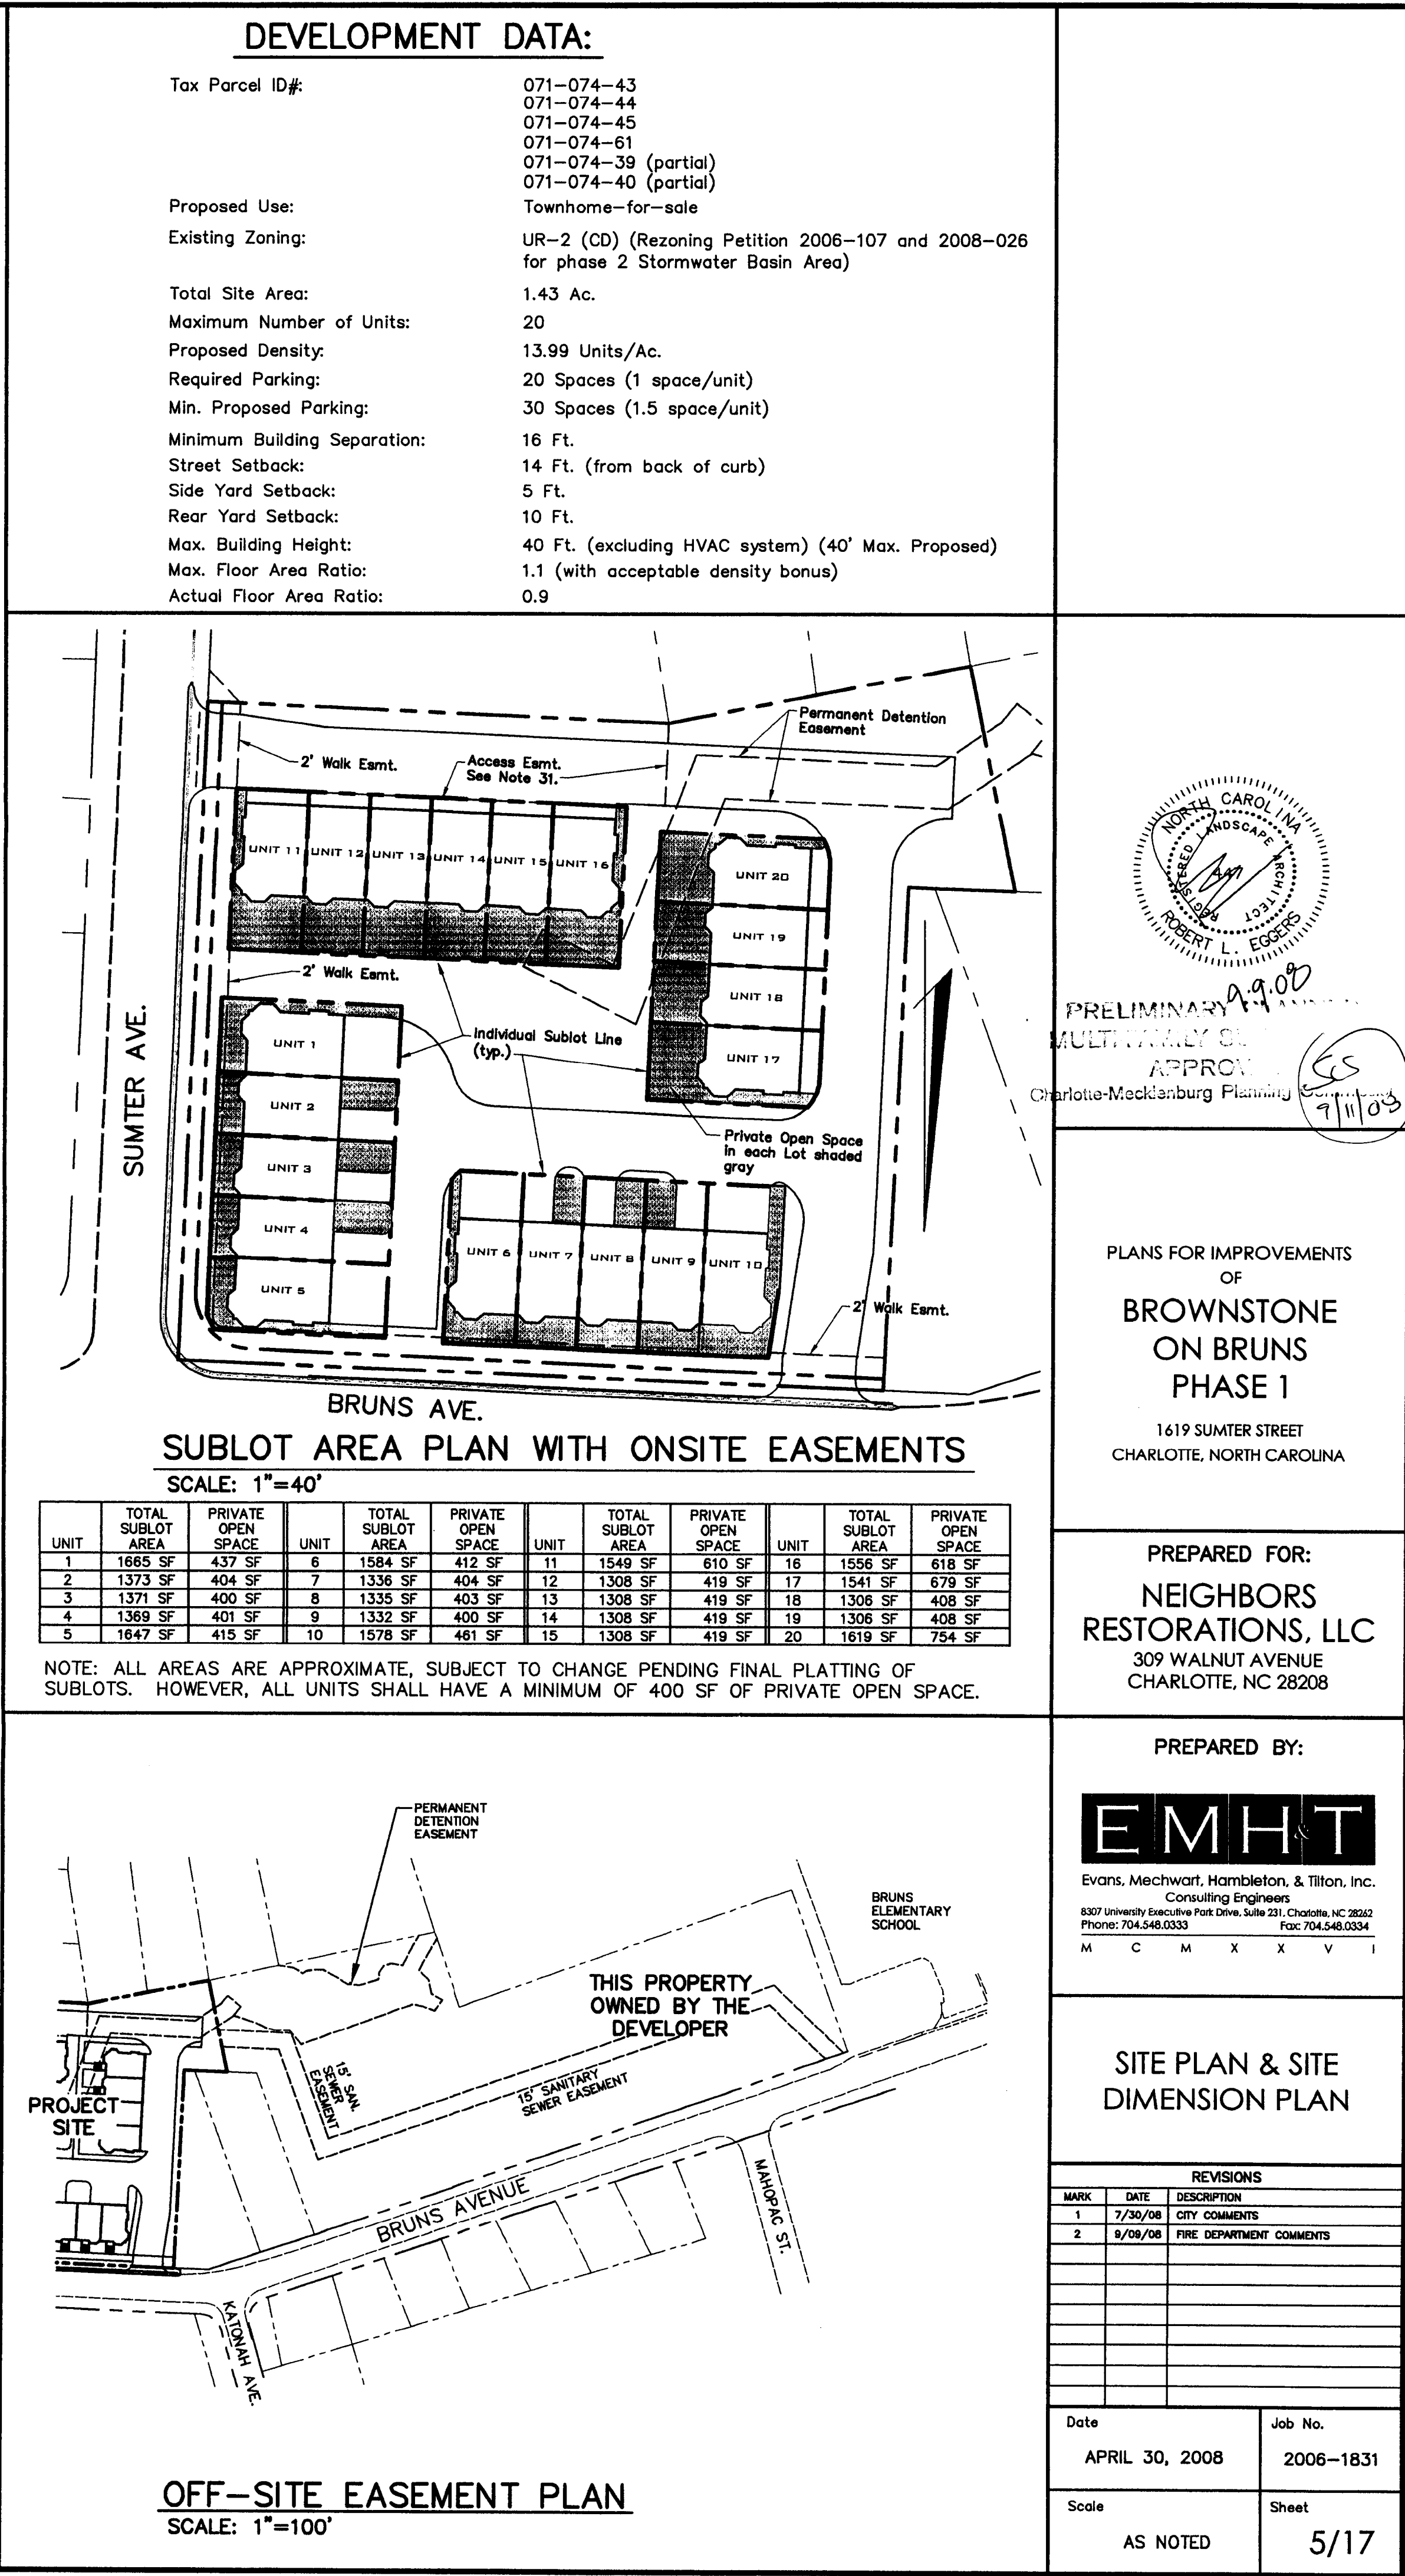 DEVELOPMENT DATA:
Tax Parcel ID#: 071-074-43
071-074-44
071-074-45
071-074-61
071-074-39 (partial)
071-074-40 (partial)
Proposed Use: Townhome-for-sale
Existing Zoning: UR-2 (CD) (Rezoning Petition 2006-107 and 2008-026
for phase 2 Stormwater Basin Area)
Total Site Area: 1.43 Ac.
Maximum Number of Units: 20
Proposed Density: 13.99 Units/Ac.
Required Parking: 20 Spaces (1 space/unit)
Min. Proposed Parking: 30 Spaces (1.5 space/unit)
Minimum Building Separation: 16 Ft.
Street Setback: 14 Ft. (from back of curb)
Side Yard Setback: 5 Ft.
Rear Yard Setback: 10 Ft.
Max. Building Height: 40 Ft. (excluding HVAC system) (40' Max. Proposed)
Max. Floor Area Ratio: 1.1 (with acceptable density bonus)
Actual Floor Area Ratio: 0.9
Permanent Detention
Easement
2' Walk Esmt.
Access Esmt.
See Note 31.
UNIT 11 UNIT 12 UNIT 13 UNIT 14 UNIT 15 UNIT 16
UNIT 20
UNIT 19
UNIT 18
UNIT 17
2' Walk Esmt.
Individual Sublot Line
(typ.)
UNIT 1
UNIT 2
UNIT 3
UNIT 4
UNIT 5
SUMTER AVE.
Private Open Space
in each Lot shaded
gray
UNIT 6 UNIT 7 UNIT 8 UNIT 9 UNIT 10
2' Walk Esmt.
BRUNS AVE.
SUBLOT AREA PLAN WITH ONSITE EASEMENTS
SCALE: 1"=40'
UNIT TOTAL SUBLOT AREA PRIVATE OPEN SPACE UNIT TOTAL SUBLOT AREA PRIVATE OPEN SPACE UNIT TOTAL SUBLOT AREA PRIVATE OPEN SPACE UNIT TOTAL SUBLOT AREA PRIVATE OPEN SPACE
1 1665 SF 437 SF 6 1584 SF 412 SF 11 1549 SF 610 SF 16 1556 SF 618 SF
2 1373 SF 404 SF 7 1336 SF 404 SF 12 1308 SF 419 SF 17 1541 SF 679 SF
3 1371 SF 400 SF 8 1335 SF 403 SF 13 1308 SF 419 SF 18 1306 SF 408 SF
4 1369 SF 401 SF 9 1332 SF 400 SF 14 1308 SF 419 SF 19 1306 SF 408 SF
5 1647 SF 415 SF 10 1578 SF 461 SF 15 1308 SF 419 SF 20 1619 SF 754 SF
NOTE: ALL AREAS ARE APPROXIMATE, SUBJECT TO CHANGE PENDING FINAL PLATTING OF
SUBLOTS. HOWEVER, ALL UNITS SHALL HAVE A MINIMUM OF 400 SF OF PRIVATE OPEN SPACE.
PERMANENT
DETENTION
EASEMENT
BRUNS
ELEMENTARY
SCHOOL
THIS PROPERTY
OWNED BY THE
DEVELOPER
15' SAN.
SEWER
EASEMENT
15' SANITARY
SEWER EASEMENT
PROJECT
SITE
BRUNS AVENUE
MAHOPAC ST.
KATONAH AVE.
OFF-SITE EASEMENT PLAN
SCALE: 1"=100'
NORTH CAROLINA
REGISTERED LANDSCAPE ARCHITECT
ROBERT L. EGGERS
9.9.08
PRELIMINARY
MULTI FAMILY
Charlotte-Mecklenburg Planning
9/11/08
PLANS FOR IMPROVEMENTS
OF
BROWNSTONE
ON BRUNS
PHASE 1
1619 SUMTER STREET
CHARLOTTE, NORTH CAROLINA
PREPARED FOR:
NEIGHBORS
RESTORATIONS, LLC
309 WALNUT AVENUE
CHARLOTTE, NC 28208
PREPARED BY:
EMH&T
Evans, Mechwart, Hambleton, & Tilton, Inc.
Consulting Engineers
8307 University Executive Park Drive, Suite 231, Charlotte, NC 28262
Phone: 704.548.0333 Fax: 704.548.0334
M C M X X V I
SITE PLAN & SITE
DIMENSION PLAN
REVISIONS
MARK DATE DESCRIPTION
1 7/30/08 CITY COMMENTS
2 9/09/08 FIRE DEPARTMENT COMMENTS
Date Job No.
APRIL 30, 2008 2006-1831
Scale Sheet
AS NOTED 5/17